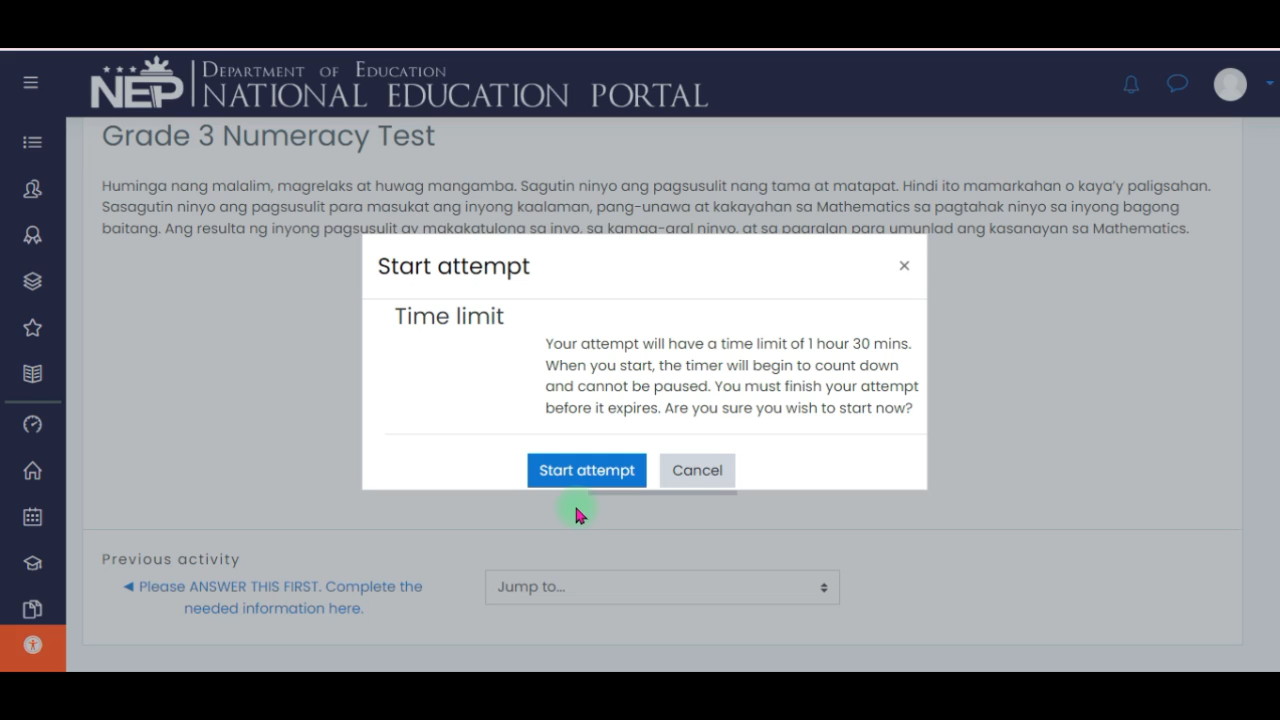 NEP
DEPARTMENT OF EDUCATION
NATIONAL EDUCATION PORTAL
Grade 3 Numeracy Test
Huminga nang malalim, magrelaks at huwag mangamba. Sagutin ninyo ang pagsusulit nang tama at matapat. Hindi ito mamarkahan o kaya'y paligsahan.
Sasagutin ninyo ang pagsusulit para masukat ang inyong kaalaman, pang-unawa at kakayahan sa Mathematics sa pagtahak ninyo sa inyong bagong
baitang. Ang resulta ng inyong pagsusulit ay makakatulong sa inyo, sa kamag-aral ninyo, at sa paaralan para umunlad ang kasanayan sa Mathematics.
Start attempt
×
Time limit
Your attempt will have a time limit of 1 hour 30 mins.
When you start, the timer will begin to count down
and cannot be paused. You must finish your attempt
before it expires. Are you sure you wish to start now?
Start attempt
Cancel
Previous activity
◄ Please ANSWER THIS FIRST. Complete the
needed information here.
Jump to...